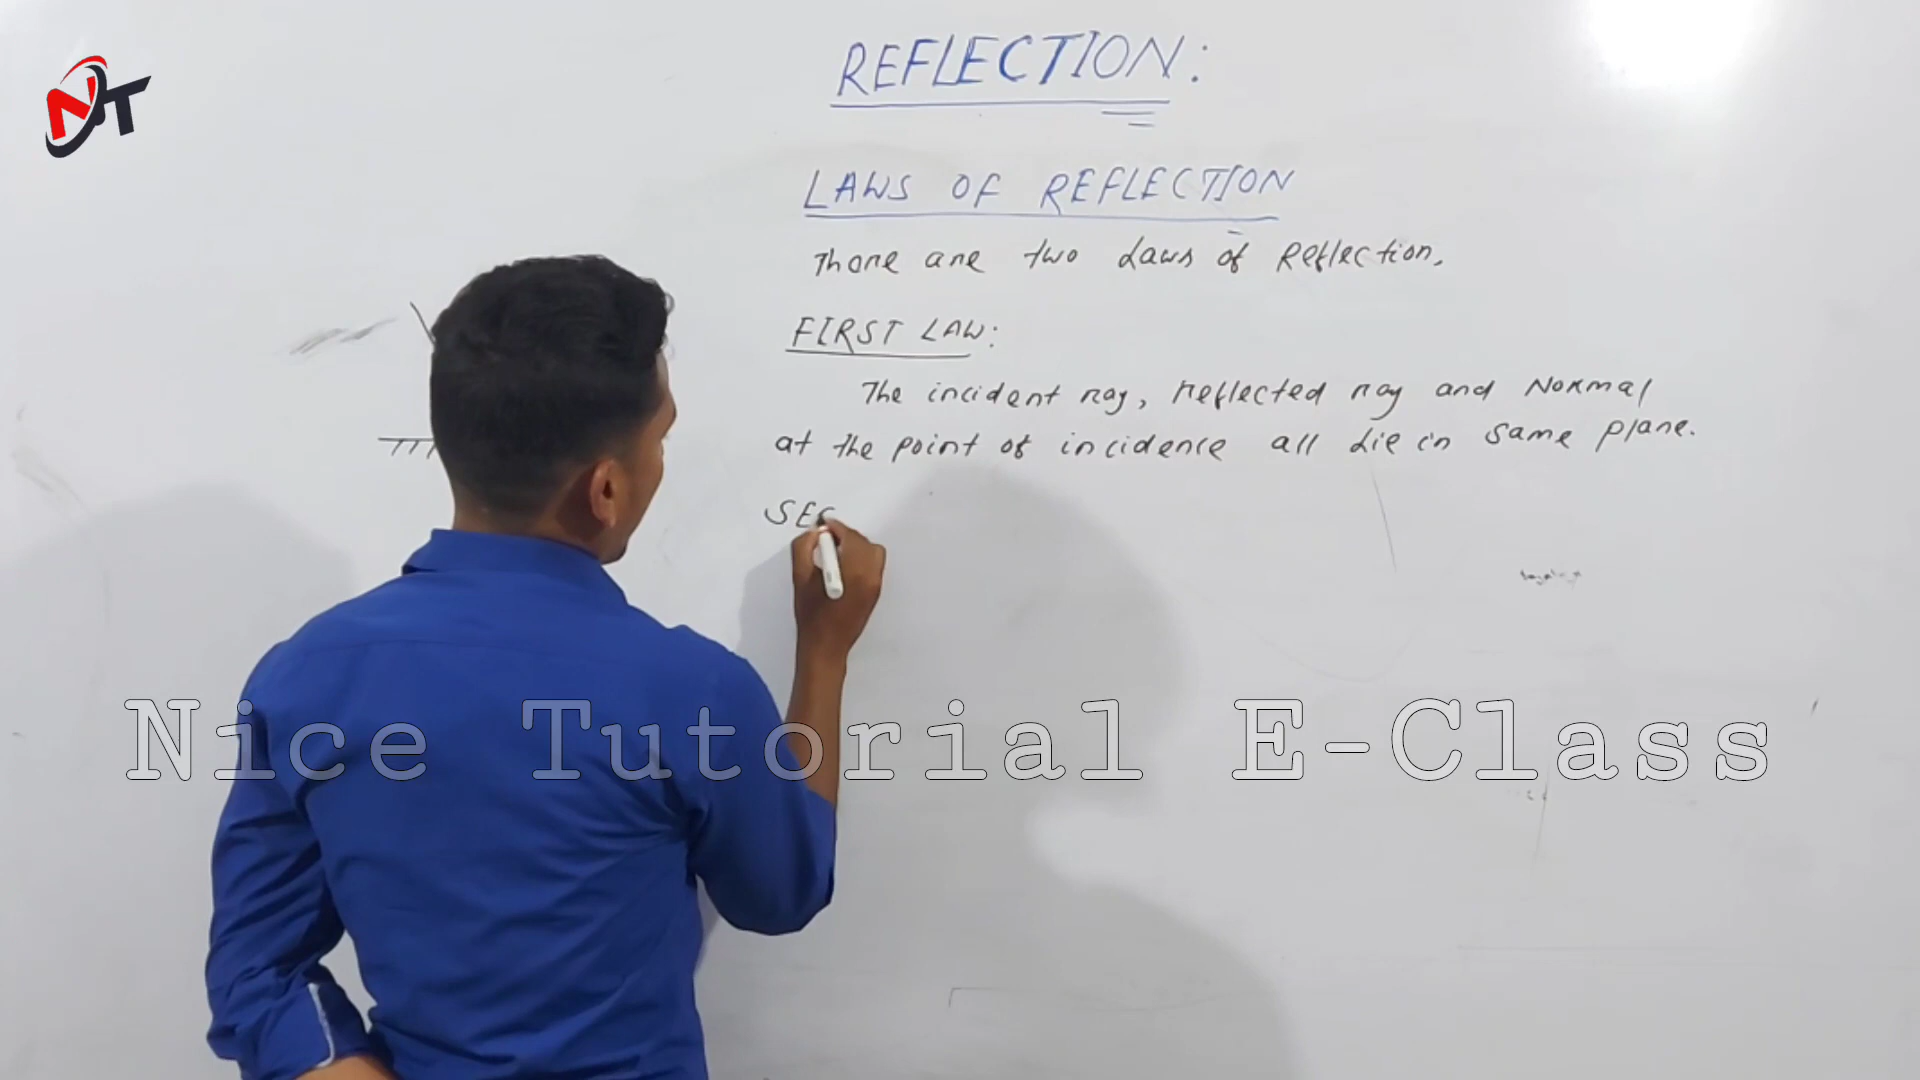 NT
REFLECTION:
LAWS OF REFLECTION
There are two Laws of Reflection.
FIRST LAW:
The incident ray, reflected ray and Normal
at the point of incidence all Lie in same plane.
SEC
Nice Tutorial E-Class